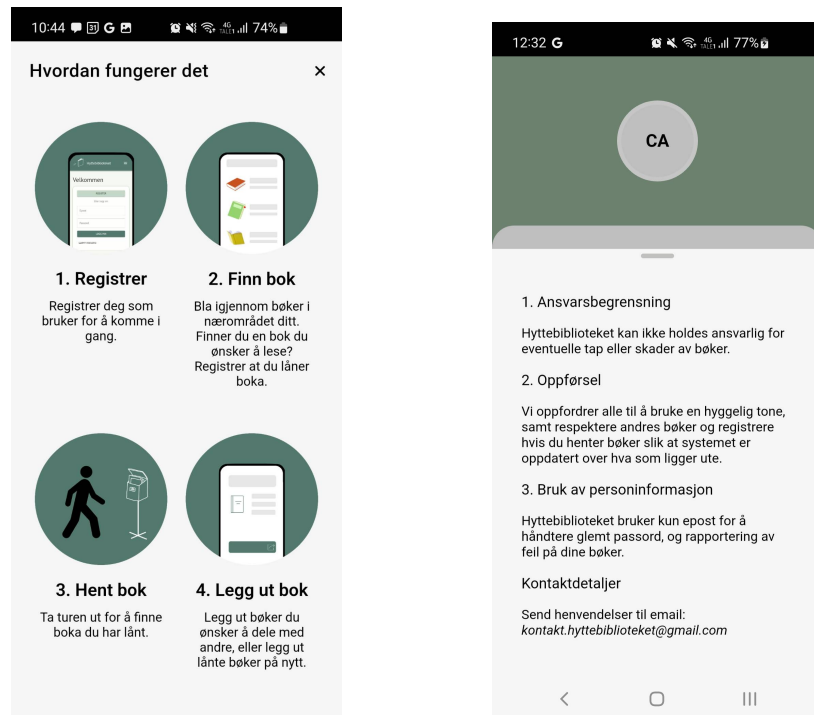 10:44
31
G
4G
TALE1
74%
Hvordan fungerer det
×
Velkommen
1. Registrer
Registrer deg som
bruker for å komme i
gang.
2. Finn bok
Bla igjennom bøker i
nærområdet ditt.
Finner du en bok du
ønsker å lese?
Registrer at du låner
boka.
3. Hent bok
Ta turen ut for å finne
boka du har lånt.
4. Legg ut bok
Legg ut bøker du
ønsker å dele med
andre, eller legg ut
lånte bøker på nytt.
12:32 G
4G
TALE1
77%
CA
1. Ansvarsbegrensning
Hyttebiblioteket kan ikke holdes ansvarlig for
eventuelle tap eller skader av bøker.
2. Oppførsel
Vi oppfordrer alle til å bruke en hyggelig tone,
samt respektere andres bøker og registrere
hvis du henter bøker slik at systemet er
oppdatert over hva som ligger ute.
3. Bruk av personinformasjon
Hyttebiblioteket bruker kun epost for å
håndtere glemt passord, og rapportering av
feil på dine bøker.
Kontaktdetaljer
Send henvendelser til email:
kontakt.hyttebiblioteket@gmail.com